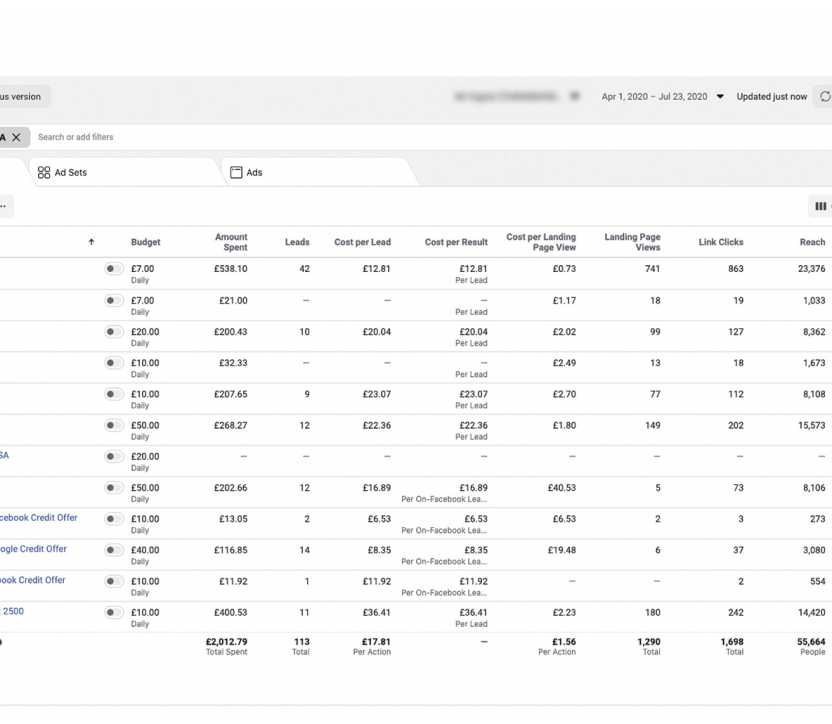 us version
Apr 1, 2020 – Jul 23, 2020 Updated just now
A Search or add filters
Ad Sets Ads
Budget Amount Spent Leads Cost per Lead Cost per Result Cost per Landing Page View Landing Page Views Link Clicks Reach
£7.00 £538.10 42 £12.81 £12.81 £0.73 741 863 23,376
Daily Per Lead
£7.00 £21.00 — — — £1.17 18 19 1,033
Daily Per Lead
£20.00 £200.43 10 £20.04 £20.04 £2.02 99 127 8,362
Daily Per Lead
£10.00 £32.33 — — — £2.49 13 18 1,673
Daily Per Lead
£10.00 £207.65 9 £23.07 £23.07 £2.70 77 112 8,108
Daily Per Lead
£50.00 £268.27 12 £22.36 £22.36 £1.80 149 202 15,573
Daily Per Lead
SA £20.00 — — — — — — — —
Daily
£50.00 £202.66 12 £16.89 £16.89 £40.53 5 73 8,106
Daily Per On-Facebook Lea...
cebook Credit Offer £10.00 £13.05 2 £6.53 £6.53 £6.53 2 3 273
Daily Per On-Facebook Lea...
ogle Credit Offer £40.00 £116.85 14 £8.35 £8.35 £19.48 6 37 3,080
Daily Per On-Facebook Lea...
book Credit Offer £10.00 £11.92 1 £11.92 £11.92 — — 2 554
Daily Per On-Facebook Lea...
2500 £10.00 £400.53 11 £36.41 £36.41 £2.23 180 242 14,420
Daily Per Lead
£2,012.79 113 £17.81 — £1.56 1,290 1,698 55,664
Total Spent Total Per Action Per Action Total Total People